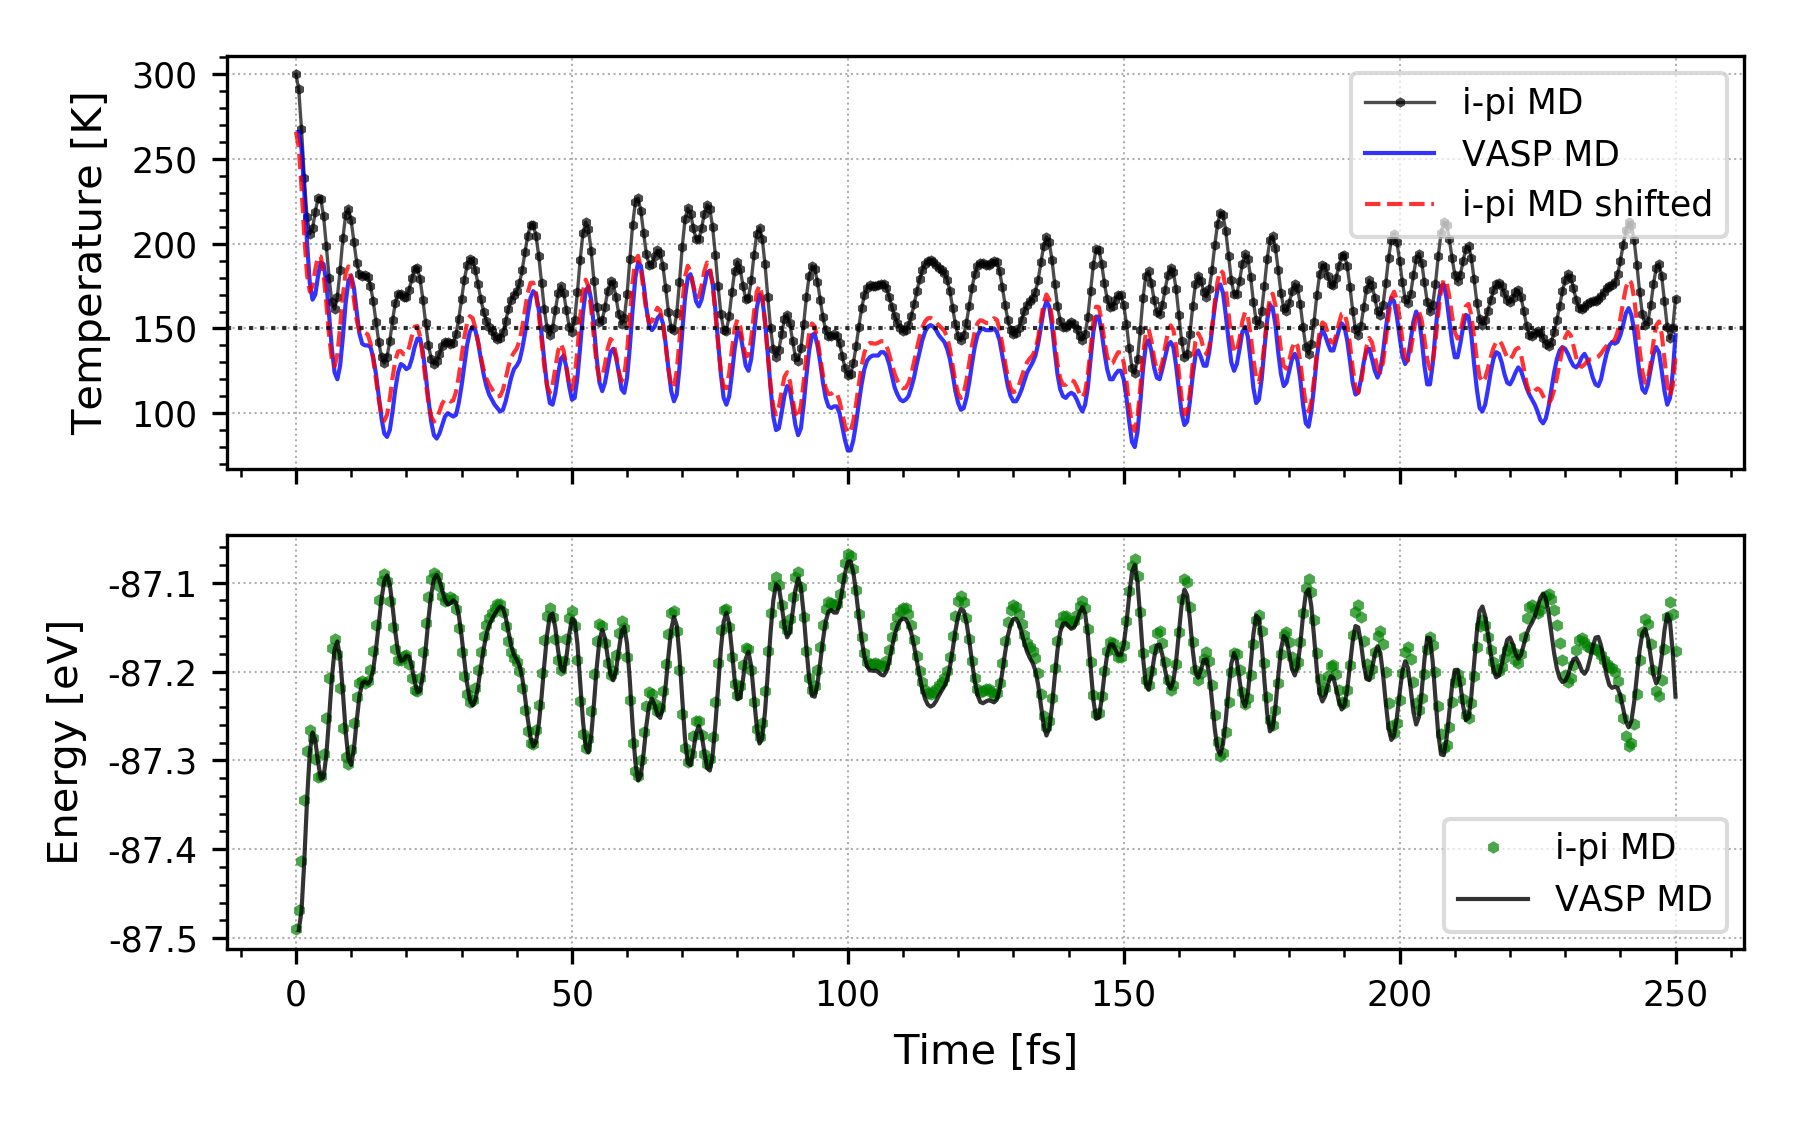 Temperature [K]
300
250
200
150
100
i-pi MD
VASP MD
i-pi MD shifted
Energy [eV]
-87.1
-87.2
-87.3
-87.4
-87.5
i-pi MD
VASP MD
0 50 100 150 200 250
Time [fs]